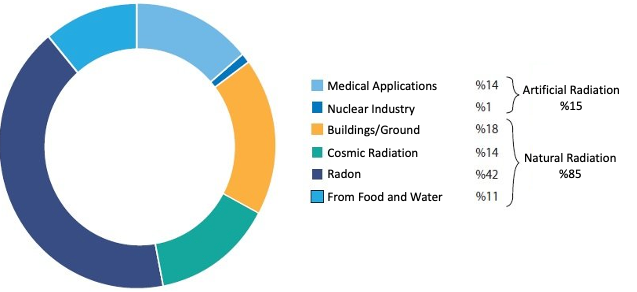 Medical Applications %14
Nuclear Industry %1
Artificial Radiation
%15
Buildings/Ground %18
Cosmic Radiation %14
Radon %42
From Food and Water %11
Natural Radiation
%85